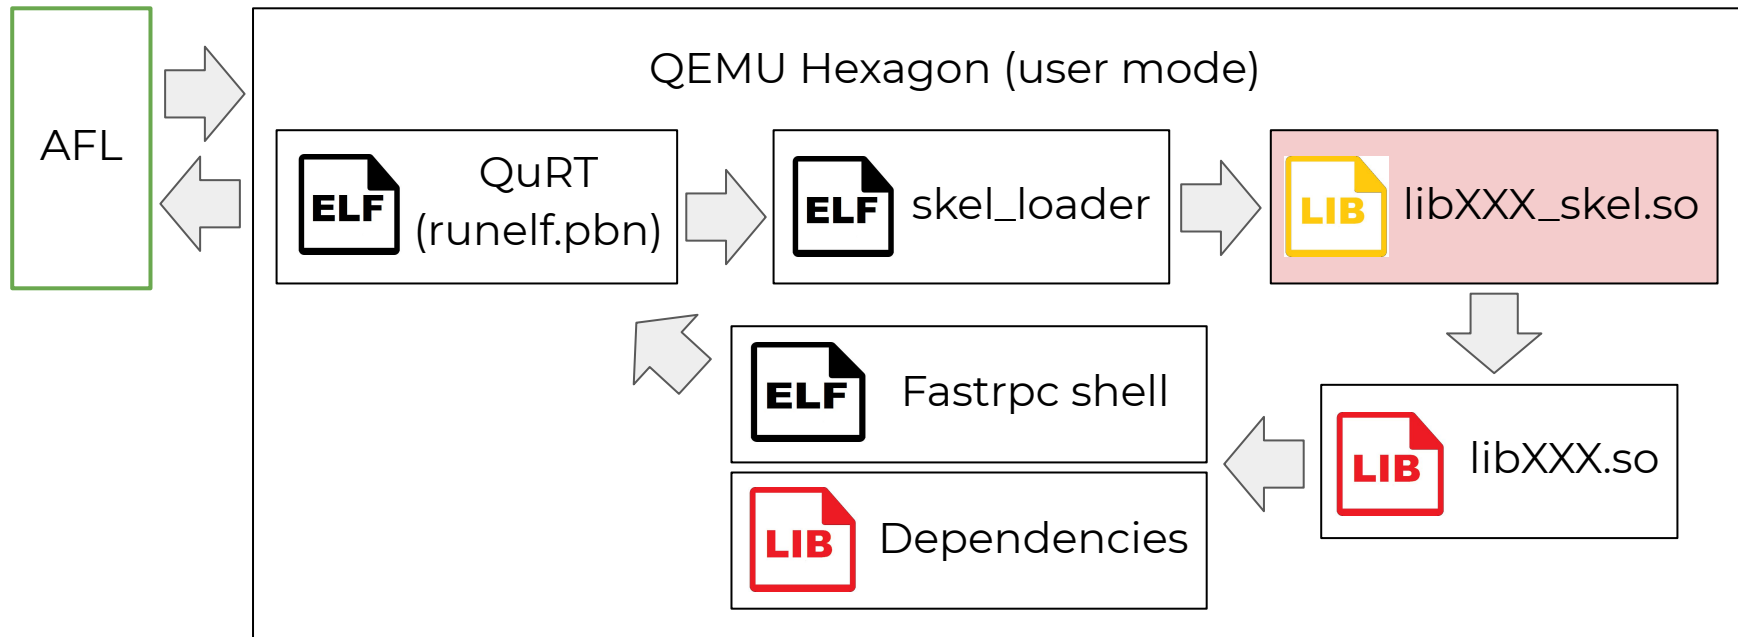 AFL
QEMU Hexagon (user mode)
ELF
QuRT
(runelf.pbn)
ELF
skel_loader
LIB
libXXX_skel.so
ELF
Fastrpc shell
LIB
libXXX.so
LIB
Dependencies